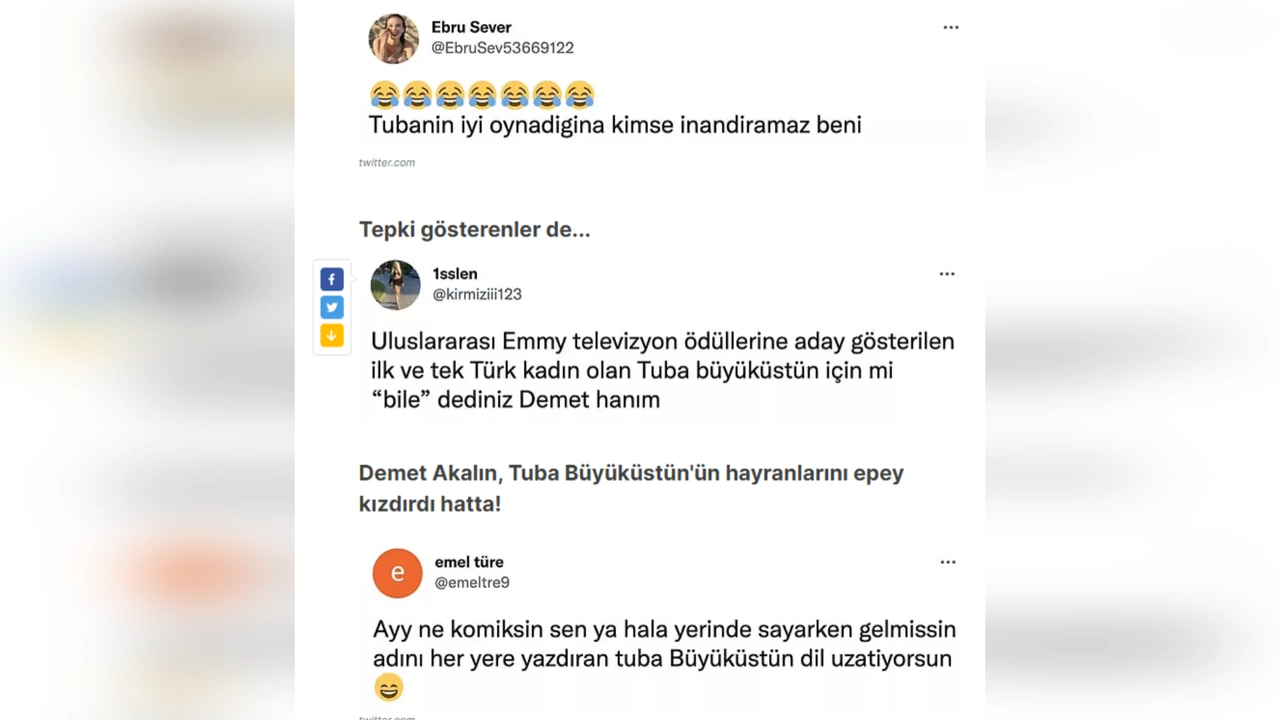 Ebru Sever
@EbruSev53669122
😂😂😂😂😂😂😂
Tubanin iyi oynadigina kimse inandiramaz beni
twitter.com
Tepki gösterenler de...
1sslen
@kirmiziii123
Uluslararası Emmy televizyon ödüllerine aday gösterilen
ilk ve tek Türk kadın olan Tuba büyüküstün için mi
“bile” dediniz Demet hanım
Demet Akalın, Tuba Büyüküstün'ün hayranlarını epey
kızdırdı hatta!
e
emel türe
@emeltre9
Ayy ne komiksin sen ya hala yerinde sayarken gelmissin
adını her yere yazdıran tuba Büyüküstün dil uzatiyorsun
😄
twitter.com